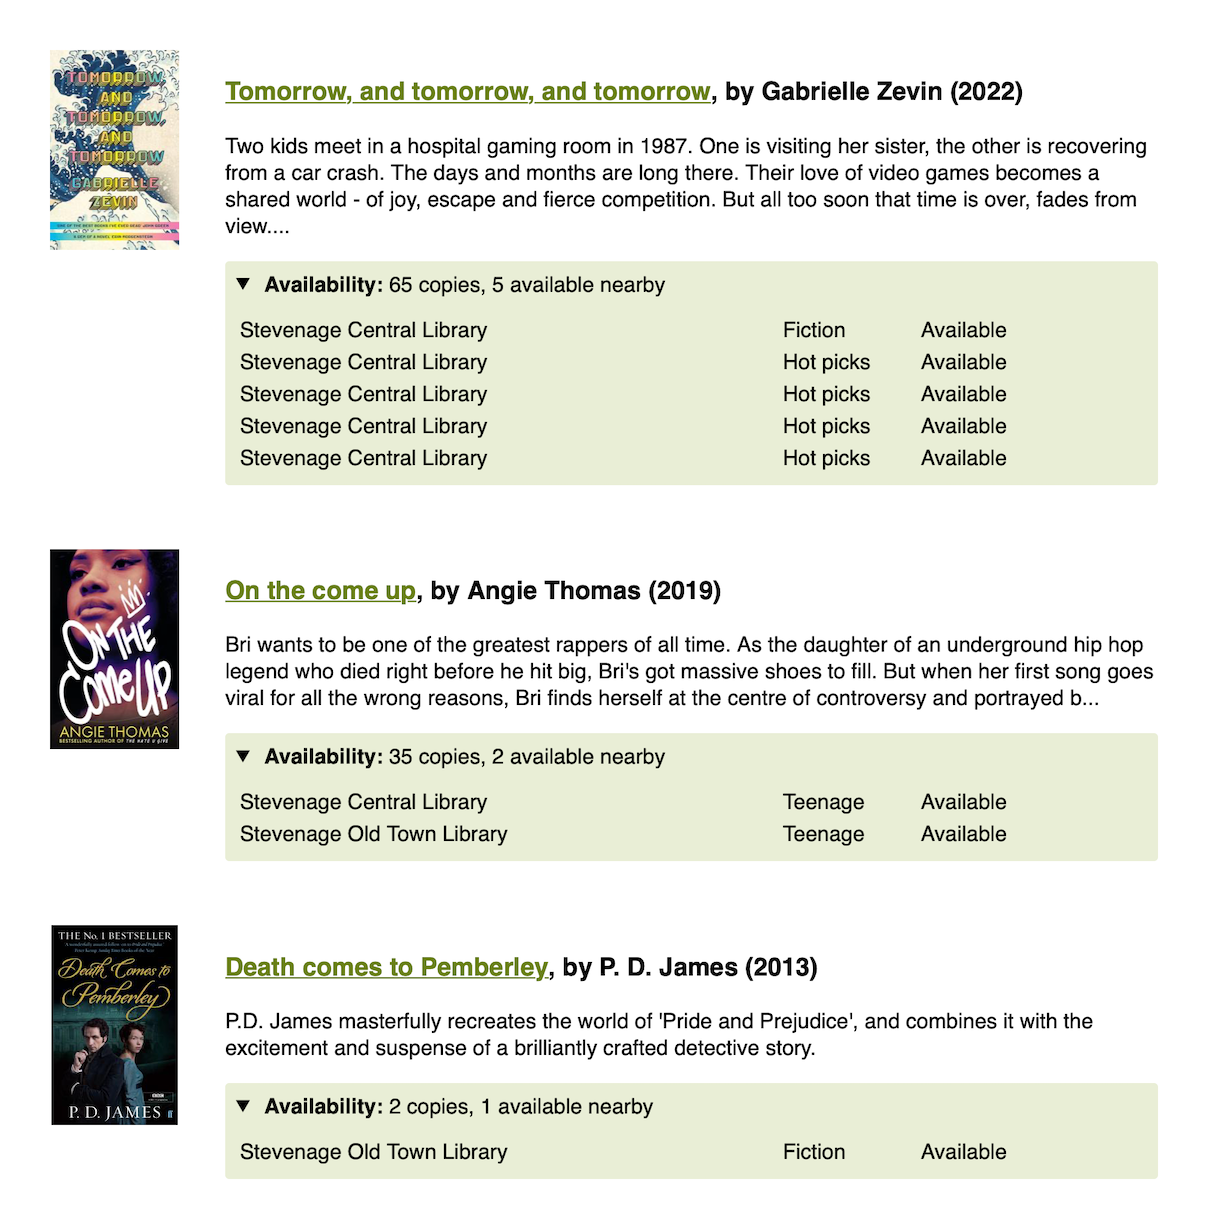 TOMORROW,
AND
TOMORROW,
AND
TOMORROW
GABRIELLE
ZEVIN
Tomorrow, and tomorrow, and tomorrow, by Gabrielle Zevin (2022)
Two kids meet in a hospital gaming room in 1987. One is visiting her sister, the other is recovering
from a car crash. The days and months are long there. Their love of video games becomes a
shared world - of joy, escape and fierce competition. But all too soon that time is over, fades from
view....
▼ Availability: 65 copies, 5 available nearby
Stevenage Central Library Fiction Available
Stevenage Central Library Hot picks Available
Stevenage Central Library Hot picks Available
Stevenage Central Library Hot picks Available
Stevenage Central Library Hot picks Available
ON THE
COME UP
ANGIE THOMAS
BESTSELLING AUTHOR OF THE HATE U GIVE
On the come up, by Angie Thomas (2019)
Bri wants to be one of the greatest rappers of all time. As the daughter of an underground hip hop
legend who died right before he hit big, Bri's got massive shoes to fill. But when her first song goes
viral for all the wrong reasons, Bri finds herself at the centre of controversy and portrayed b...
▼ Availability: 35 copies, 2 available nearby
Stevenage Central Library Teenage Available
Stevenage Old Town Library Teenage Available
THE No. 1 BESTSELLER
Death Comes to
Pemberley
P. D. JAMES
Death comes to Pemberley, by P. D. James (2013)
P.D. James masterfully recreates the world of 'Pride and Prejudice', and combines it with the
excitement and suspense of a brilliantly crafted detective story.
▼ Availability: 2 copies, 1 available nearby
Stevenage Old Town Library Fiction Available